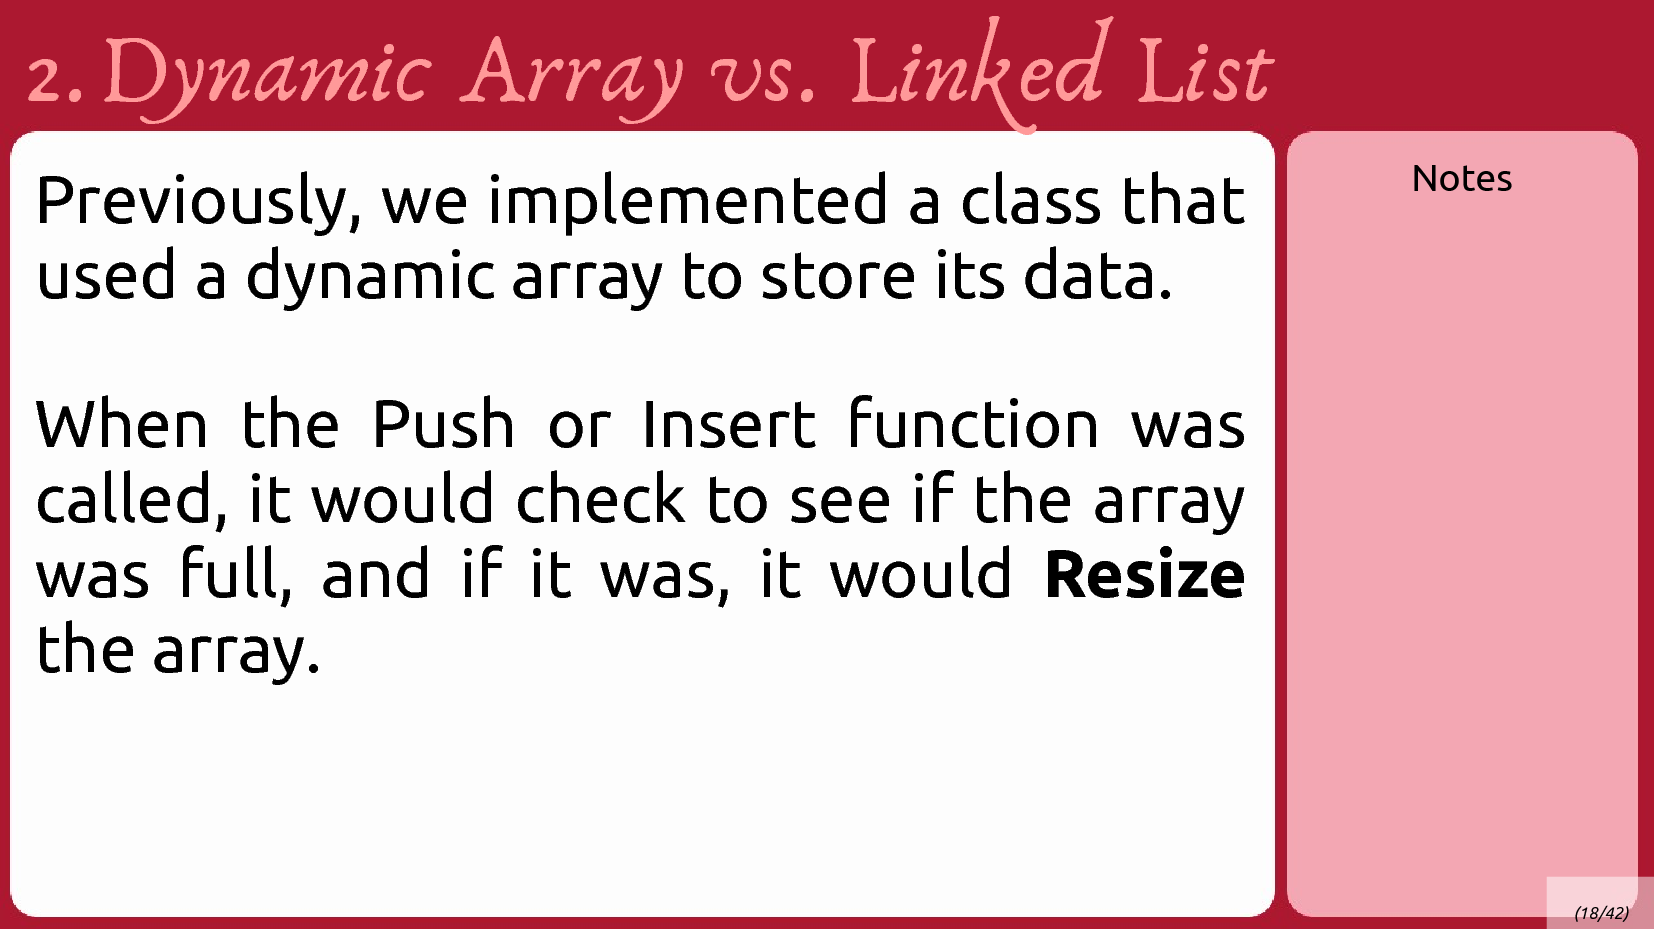 2. Dynamic Array vs. Linked List
Previously, we implemented a class that
used a dynamic array to store its data.
When the Push or Insert function was
called, it would check to see if the array
was full, and if it was, it would Resize
the array.
Notes
(18/42)